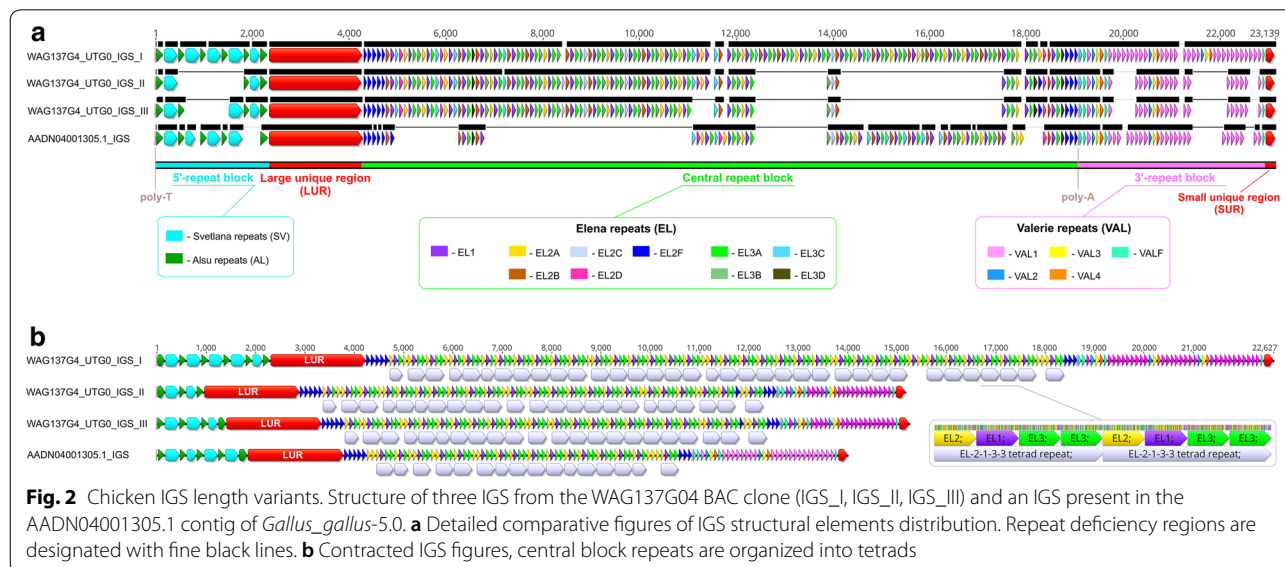 a
1 2,000 4,000 6,000 8,000 10,000 12,000 14,000 16,000 18,000 20,000 22,000 23,139
WAG137G4_UTG0_IGS_I
WAG137G4_UTG0_IGS_II
WAG137G4_UTG0_IGS_III
AADN04001305.1_IGS
poly-T
5'-repeat block
Large unique region
(LUR)
Central repeat block
poly-A
3'-repeat block
Small unique region
(SUR)
- Svetlana repeats (SV)
- Alsu repeats (AL)
Elena repeats (EL)
- EL1 - EL2A - EL2C - EL2F - EL3A - EL3C
- EL2B - EL2D - EL3B - EL3D
Valerie repeats (VAL)
- VAL1 - VAL3 - VALF
- VAL2 - VAL4
b
1 1,000 2,000 3,000 4,000 5,000 6,000 7,000 8,000 9,000 10,000 11,000 12,000 13,000 14,000 15,000 16,000 17,000 18,000 19,000 20,000 21,000 22,627
WAG137G4_UTG0_IGS_I LUR
WAG137G4_UTG0_IGS_II LUR
WAG137G4_UTG0_IGS_III LUR
AADN04001305.1_IGS LUR
EL2; EL1; EL3; EL3; EL2; EL1; EL3; EL3;
EL-2-1-3-3 tetrad repeat; EL-2-1-3-3 tetrad repeat;
Fig. 2 Chicken IGS length variants. Structure of three IGS from the WAG137G04 BAC clone (IGS_I, IGS_II, IGS_III) and an IGS present in the
AADN04001305.1 contig of Gallus_gallus-5.0. a Detailed comparative figures of IGS structural elements distribution. Repeat deficiency regions are
designated with fine black lines. b Contracted IGS figures, central block repeats are organized into tetrads